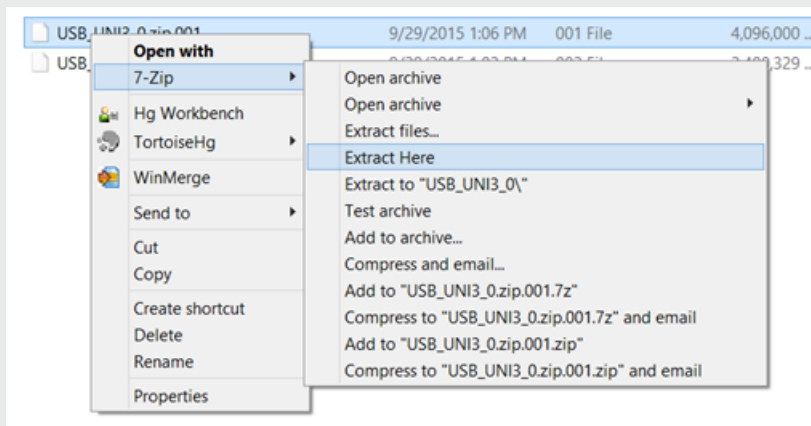 USB_UNI3_0.zip.001 9/29/2015 1:06 PM 001 File 4,096,000 ..
USB_
Open with
7-Zip
Hg Workbench
TortoiseHg
WinMerge
Send to
Cut
Copy
Create shortcut
Delete
Rename
Properties
Open archive
Open archive
Extract files...
Extract Here
Extract to "USB_UNI3_0\"
Test archive
Add to archive...
Compress and email...
Add to "USB_UNI3_0.zip.001.7z"
Compress to "USB_UNI3_0.zip.001.7z" and email
Add to "USB_UNI3_0.zip.001.zip"
Compress to "USB_UNI3_0.zip.001.zip" and email